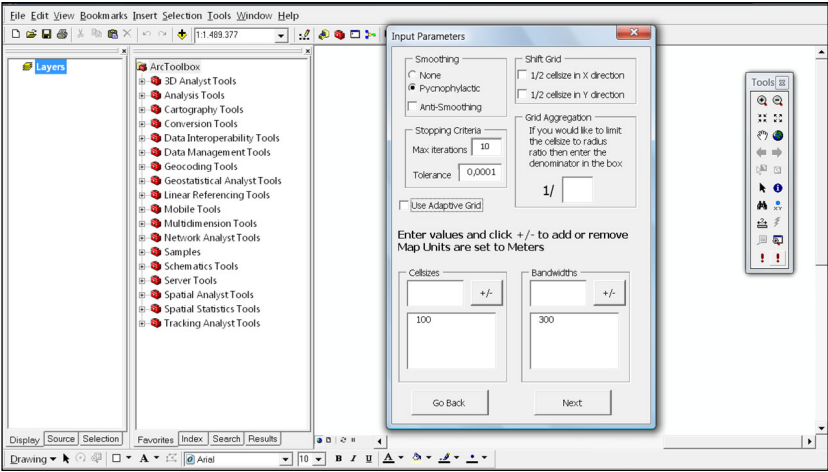 File Edit View Bookmarks Insert Selection Tools Window Help
1:1.489.377
Layers
ArcToolbox
3D Analyst Tools
Analysis Tools
Cartography Tools
Conversion Tools
Data Interoperability Tools
Data Management Tools
Geocoding Tools
Geostatistical Analyst Tools
Linear Referencing Tools
Mobile Tools
Multidimension Tools
Network Analyst Tools
Samples
Schematics Tools
Server Tools
Spatial Analyst Tools
Spatial Statistics Tools
Tracking Analyst Tools
Display Source Selection
Favorites Index Search Results
Input Parameters
Smoothing
None
Pycnophylactic
Anti-Smoothing
Shift Grid
1/2 cellsize in X direction
1/2 cellsize in Y direction
Stopping Criteria
Max iterations 10
Tolerance 0,0001
Grid Aggregation
If you would like to limit
the cellsize to radius
ratio then enter the
denominator in the box
1/
Use Adaptive Grid
Enter values and click +/- to add or remove
Map Units are set to Meters
Cellsizes
+/-
100
Bandwidths
+/-
300
Go Back
Next
Tools
XY
Drawing
A
Arial
10
B I U A